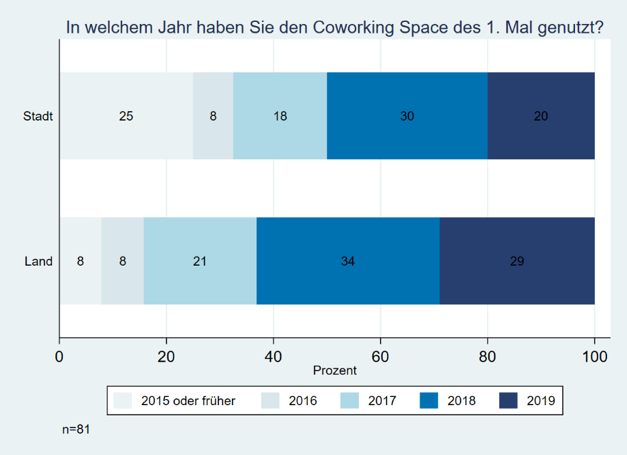 In welchem Jahr haben Sie den Coworking Space des 1. Mal genutzt?
Stadt
25 8 18 30 20
Land
8 8 21 34 29
0 20 40 60 80 100
Prozent
2015 oder früher 2016 2017 2018 2019
n=81